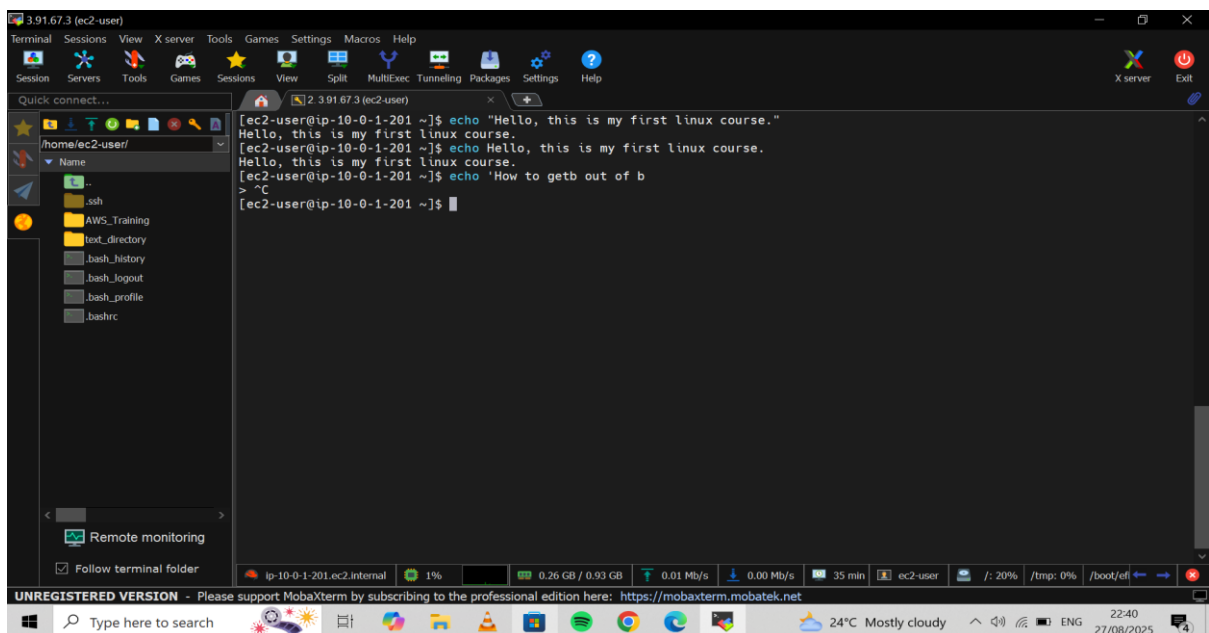 3.91.67.3 (ec2-user)
Terminal Sessions View X server Tools Games Settings Macros Help
Session Servers Tools Games Sessions View Split MultiExec Tunneling Packages Settings Help X server Exit
Quick connect... 2. 3.91.67.3 (ec2-user)
/home/ec2-user/
Name
..
.ssh
AWS_Training
text_directory
.bash_history
.bash_logout
.bash_profile
.bashrc
Remote monitoring
Follow terminal folder
[ec2-user@ip-10-0-1-201 ~]$ echo "Hello, this is my first linux course."
Hello, this is my first linux course.
[ec2-user@ip-10-0-1-201 ~]$ echo Hello, this is my first linux course.
Hello, this is my first linux course.
[ec2-user@ip-10-0-1-201 ~]$ echo 'How to getb out of b
> ^C
[ec2-user@ip-10-0-1-201 ~]$
ip-10-0-1-201.ec2.internal 1% 0.26 GB / 0.93 GB 0.01 Mb/s 0.00 Mb/s 35 min ec2-user /: 20% /tmp: 0% /boot/efi
UNREGISTERED VERSION - Please support MobaXterm by subscribing to the professional edition here: https://mobaxterm.mobatek.net
Type here to search 24°C Mostly cloudy ENG 22:40
27/08/2025 4